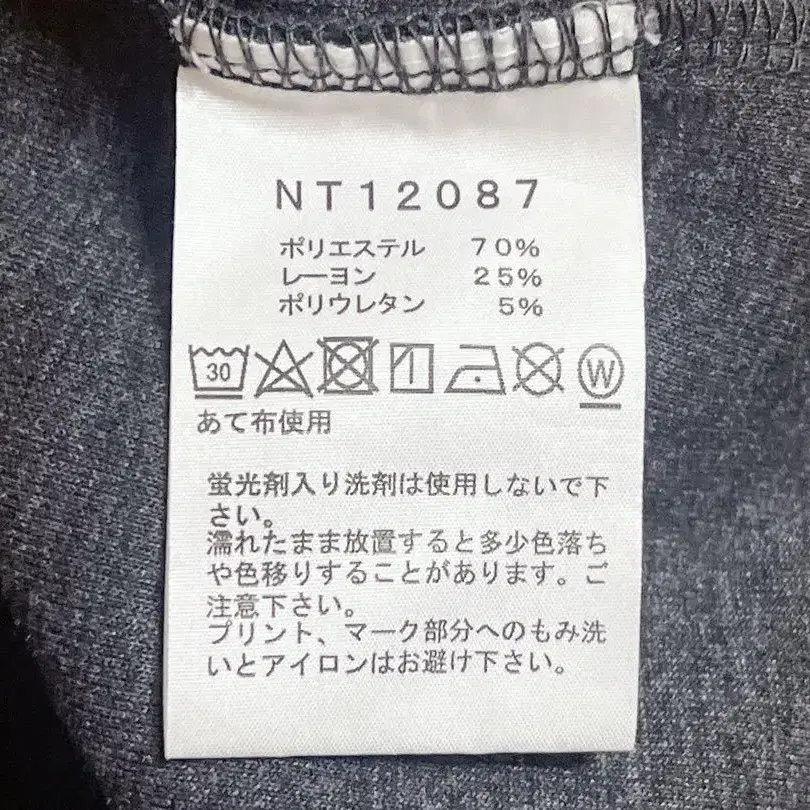 NT12087
ポリエステル 70%
レーヨン 25%
ポリウレタン 5%
30 W
あて布使用
蛍光剤入り洗剤は使用しないで下
さい。
濡れたまま放置すると多少色落ち
や色移りすることがあります。ご
注意下さい。
プリント、マーク部分へのもみ洗
いとアイロンはお避け下さい。